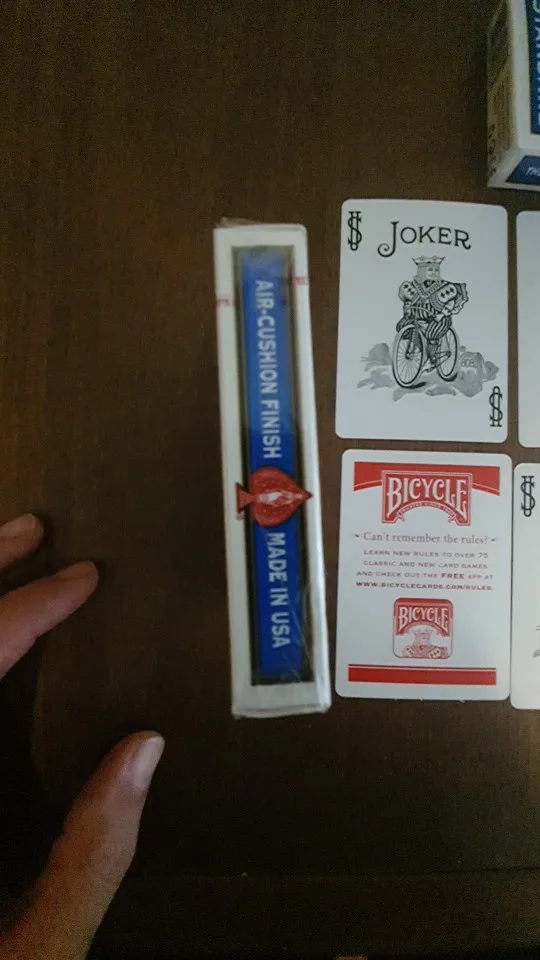 AIR-CUSHION FINISH MADE IN USA
JOKER
BICYCLE
Can't remember the rules?
LEARN NEW RULES TO OVER 70
CLASSIC AND NEW CARD GAMES
AND CHECK OUT THE FREE APP AT
WWW.BICYCLECARDS.COM/RULES.
BICYCLE